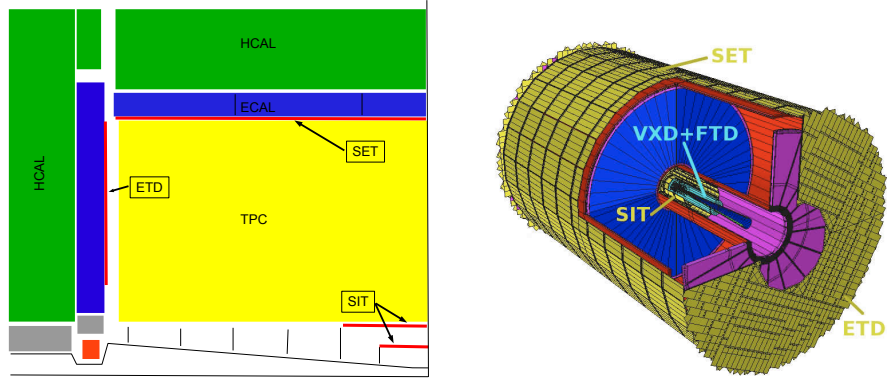 HCAL
HCAL
ECAL
SET
ETD
TPC
SIT
SET
VXD+FTD
SIT
ETD